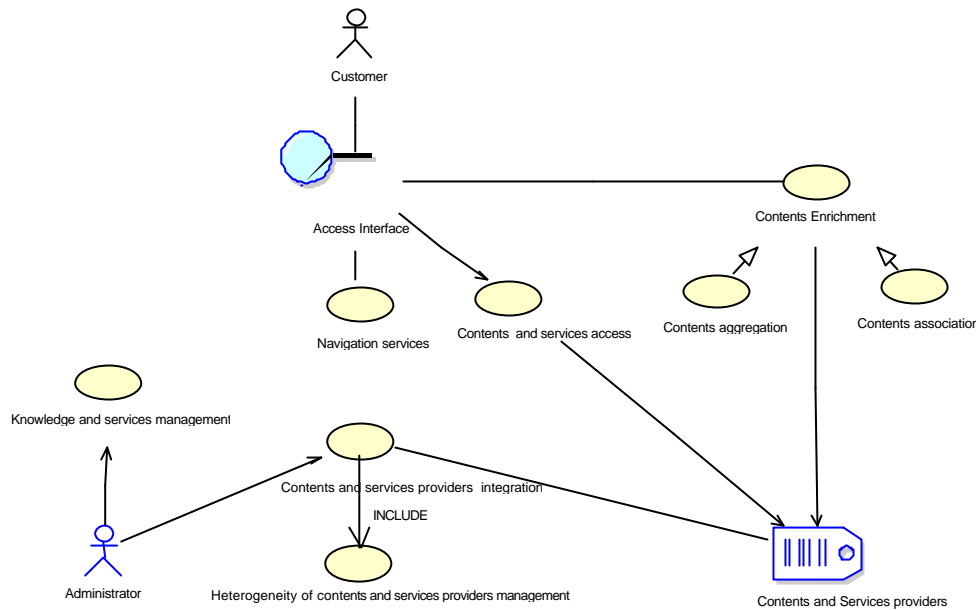 Customer
Contents Enrichment
Access Interface
Contents aggregation
Contents association
Navigation services
Contents and services access
Knowledge and services management
Contents and services providers integration
INCLUDE
Administrator
Heterogeneity of contents and services providers management
Contents and Services providers